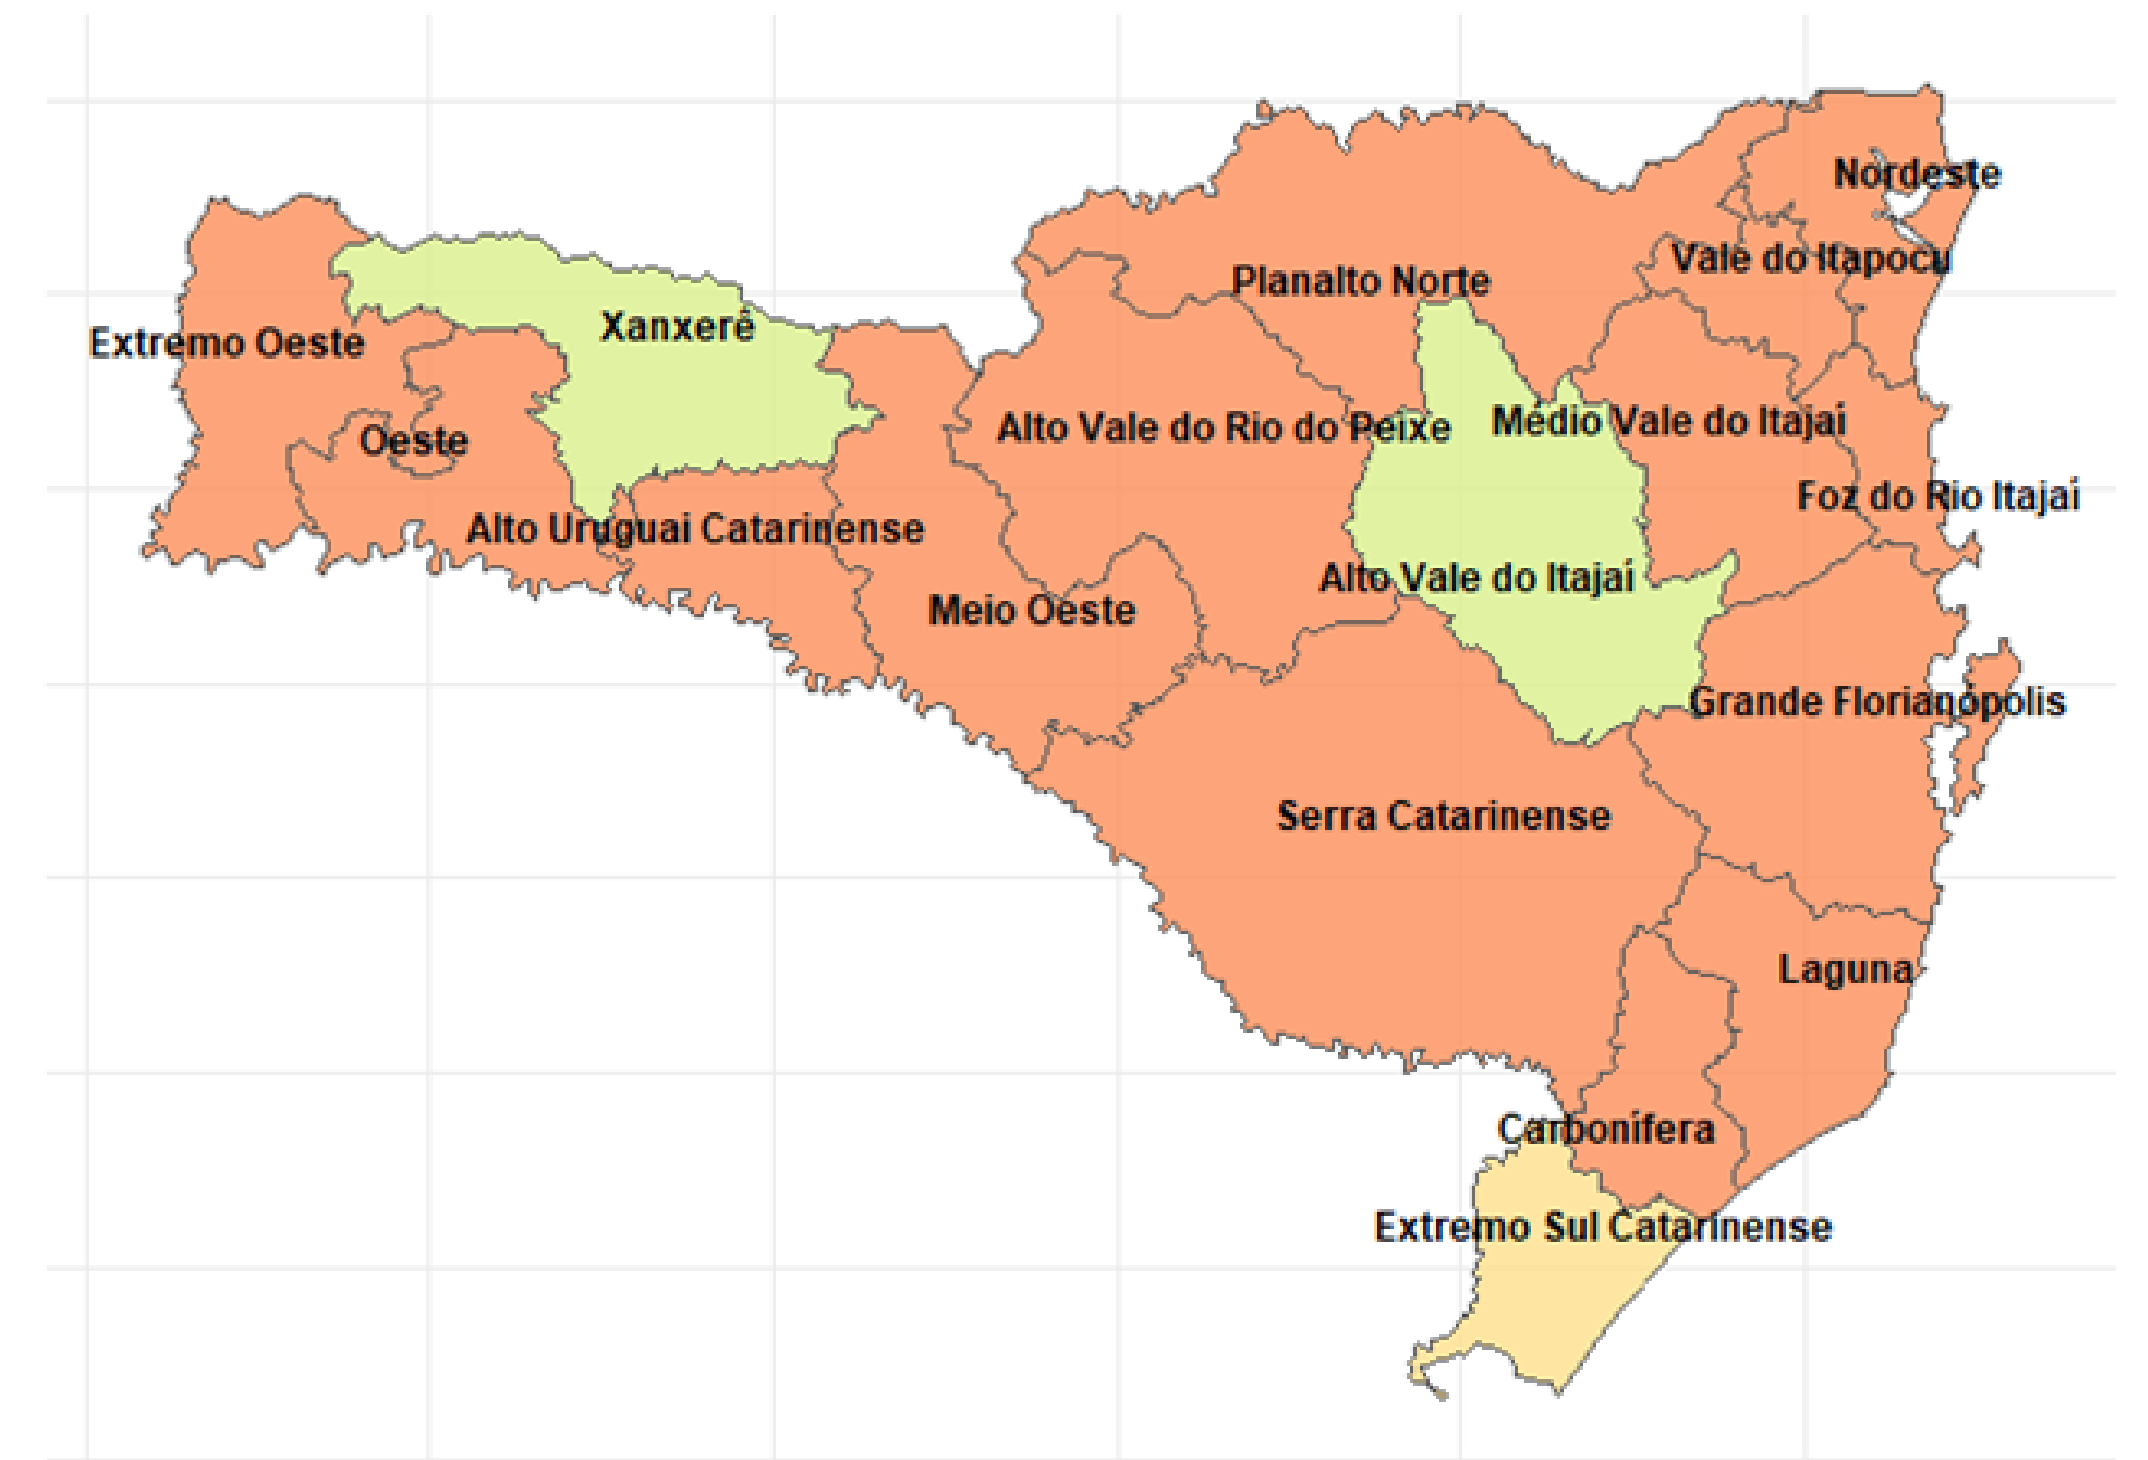 Nordeste
Vale do Itapocu
Planalto Norte
Xanxerê
Extremo Oeste
Alto Vale do Rio do Peixe
Médio Vale do Itajaí
Oeste
Foz do Rio Itajaí
Alto Uruguai Catarinense
Alto Vale do Itajaí
Meio Oeste
Grande Florianópolis
Serra Catarinense
Laguna
Carbonífera
Extremo Sul Catarinense